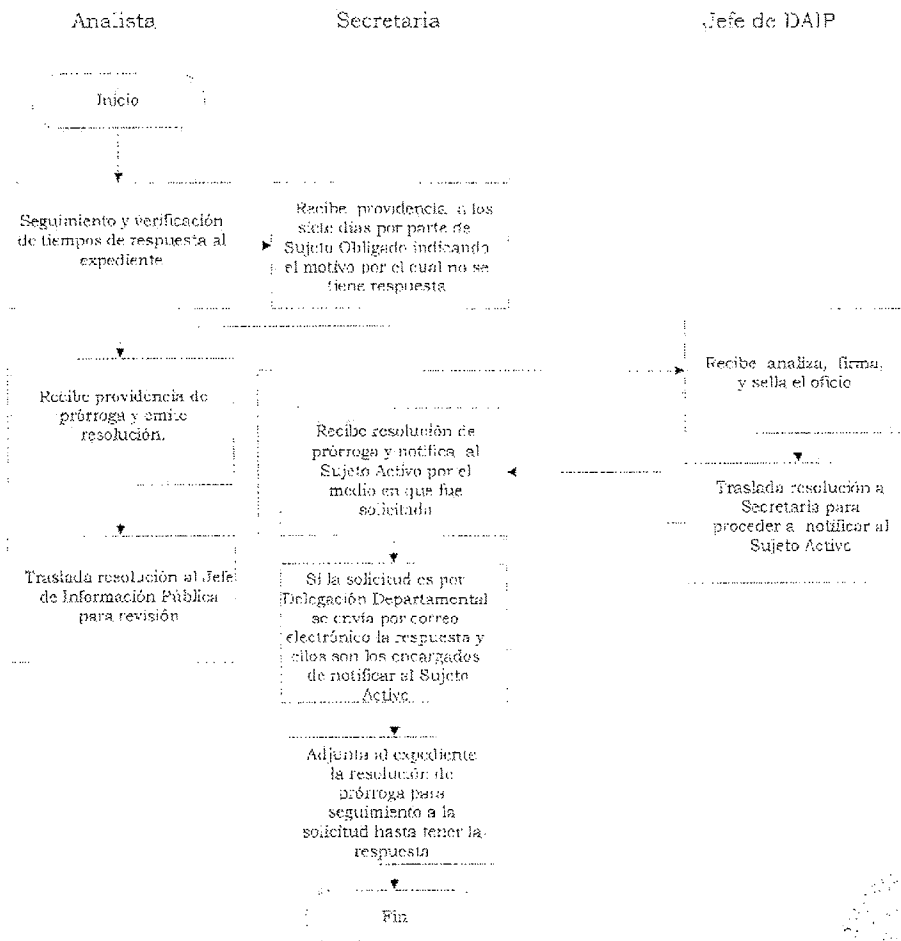 Analista
Secretaria
Jefe de DAIP
Inicio
Seguimiento y verificación
de tiempos de respuesta al
expediente
Recibe providencia a los
siete días por parte de
Sujeto Obligado indicando
el motivo por el cual no se
tiene respuesta
Recibe analiza, firma,
y sella el oficio
Recibe providencia de
prórroga y emite
resolución.
Recibe resolución de
prórroga y notifica al
Sujeto Activo por el
medio en que fue
solicitada
Traslada resolución a
Secretaria para
proceder a notificar al
Sujeto Activo
Traslada resolución al Jefe
de Información Pública
para revisión
Si la solicitud es por
Delegación Departamental
se envía por correo
electrónico la respuesta y
ellos son los encargados
de notificar al Sujeto
Activo
Adjunta al expediente
la resolución de
prórroga para
seguimiento a la
solicitud hasta tener la
respuesta
Fin